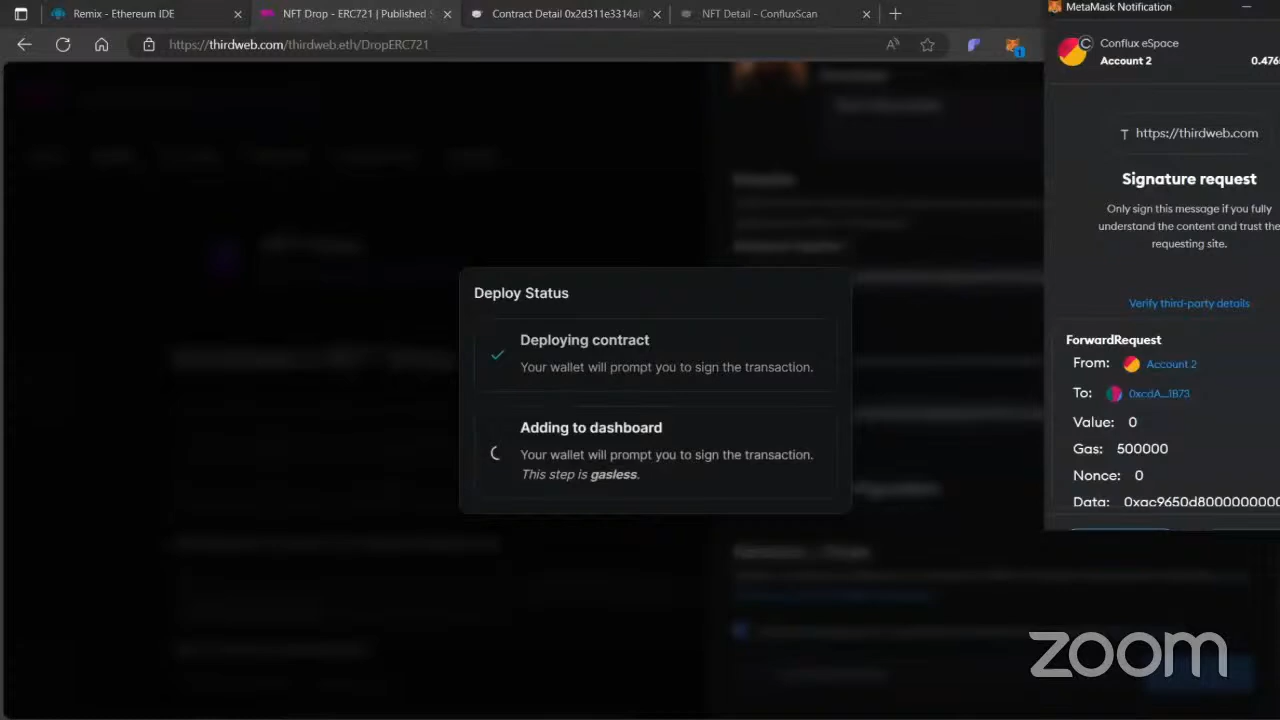 Remix - Ethereum IDE
NFT Drop - ERC721 | Published S
Contract Detail 0x2d311e3314a
NFT Detail - ConfluxScan
MetaMask Notification
https://thirdweb.com/thirdweb.eth/DropERC721
Conflux eSpace
Account 2
0.476
https://thirdweb.com
Signature request
Only sign this message if you fully
understand the content and trust the
requesting site.
Verify third-party details
ForwardRequest
From: Account 2
To: 0xcdA...1B73
Value: 0
Gas: 500000
Nonce: 0
Data: 0xac9650d8000000000
Deploy Status
Deploying contract
Your wallet will prompt you to sign the transaction.
Adding to dashboard
Your wallet will prompt you to sign the transaction.
This step is gasless.
zoom